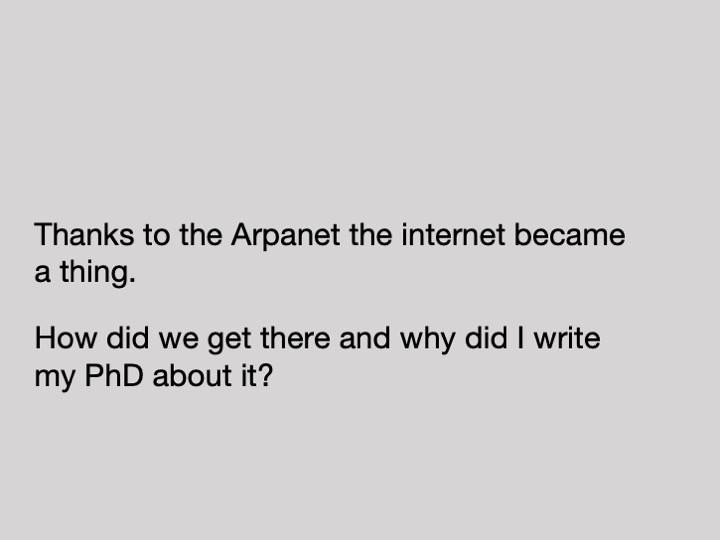 Thanks to the Arpanet the internet became
a thing.
How did we get there and why did I write
my PhD about it?